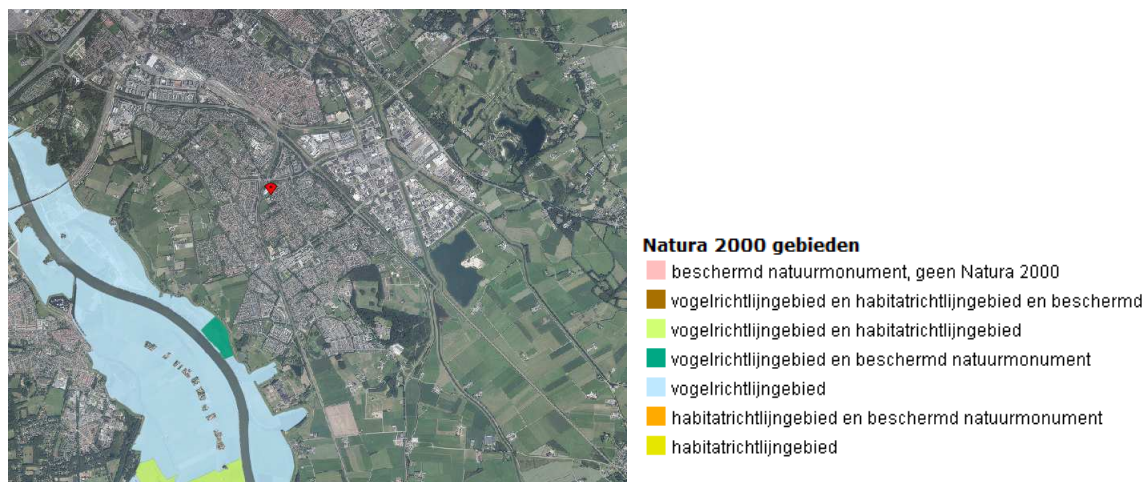 Natura 2000 gebieden
beschermd natuurmonument, geen Natura 2000
vogelrichtlijngebied en habitatrichtlijngebied en beschermd
vogelrichtlijngebied en habitatrichtlijngebied
vogelrichtlijngebied en beschermd natuurmonument
vogelrichtlijngebied
habitatrichtlijngebied en beschermd natuurmonument
habitatrichtlijngebied